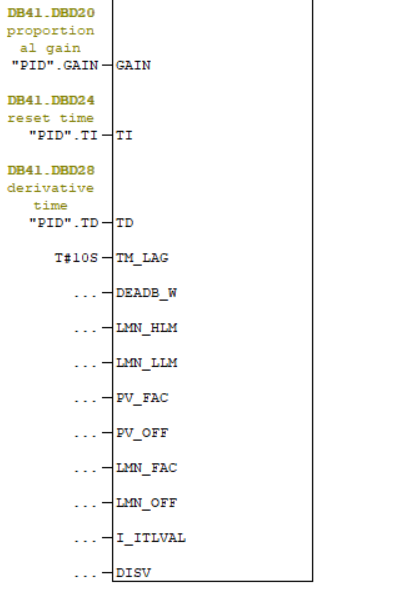 DB41.DBD20
proportion
al gain
"PID".GAIN GAIN
DB41.DBD24
reset time
"PID".TI TI
DB41.DBD28
derivative
time
"PID".TD TD
T#10S TM_LAG
... DEADB_W
... LMN_HLM
... LMN_LLM
... PV_FAC
... PV_OFF
... LMN_FAC
... LMN_OFF
... I_ITLVAL
... DISV